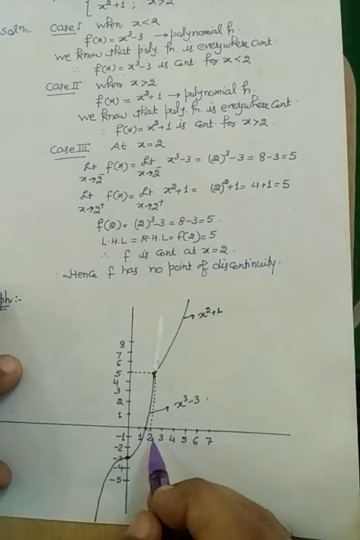 x²+1 ; x>2
Soln. Case I when x<2
f(x) = x³-3 → polynomial fn.
we know that poly. fn. is everywhere cont.
∴ f(x) = x³-3 is cont. for x<2
Case II when x>2
f(x) = x²+1 → polynomial fn.
we know that poly. fn. is everywhere cont.
∴ f(x) = x²+1 is cont. for x>2.
Case III At x=2
Lt x→2⁻ f(x) = Lt x→2⁻ x³-3 = (2)³-3 = 8-3=5
Lt x→2⁺ f(x) = Lt x→2⁺ x²+1 = (2)²+1 = 4+1=5
f(2) = (2)³-3 = 8-3=5.
L.H.L = R.H.L = f(2) = 5
∴ f is cont at x=2.
Hence f has no point of discontinuity.
ph:-
x²+1
8
7
6
5
4
3
2
1
x³-3
-1 1 2 3 4 5 6 7
-2
-3
-4
-5